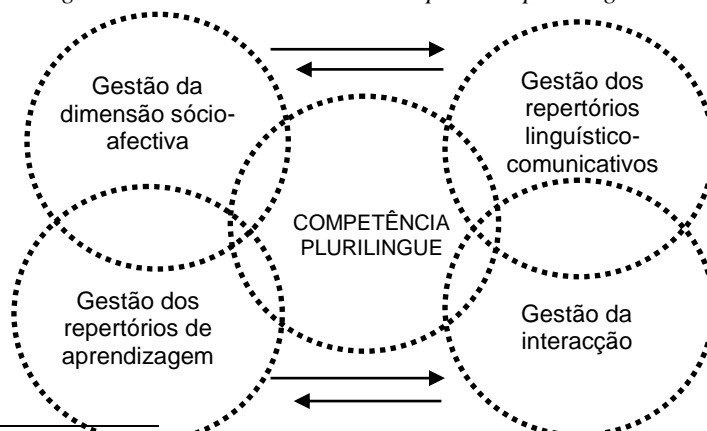 Gestão da
dimensão sócio-
afectiva
Gestão dos
repertórios
linguístico-
comunicativos
COMPETÊNCIA
PLURILINGUE
Gestão dos
repertórios de
aprendizagem
Gestão da
interacção